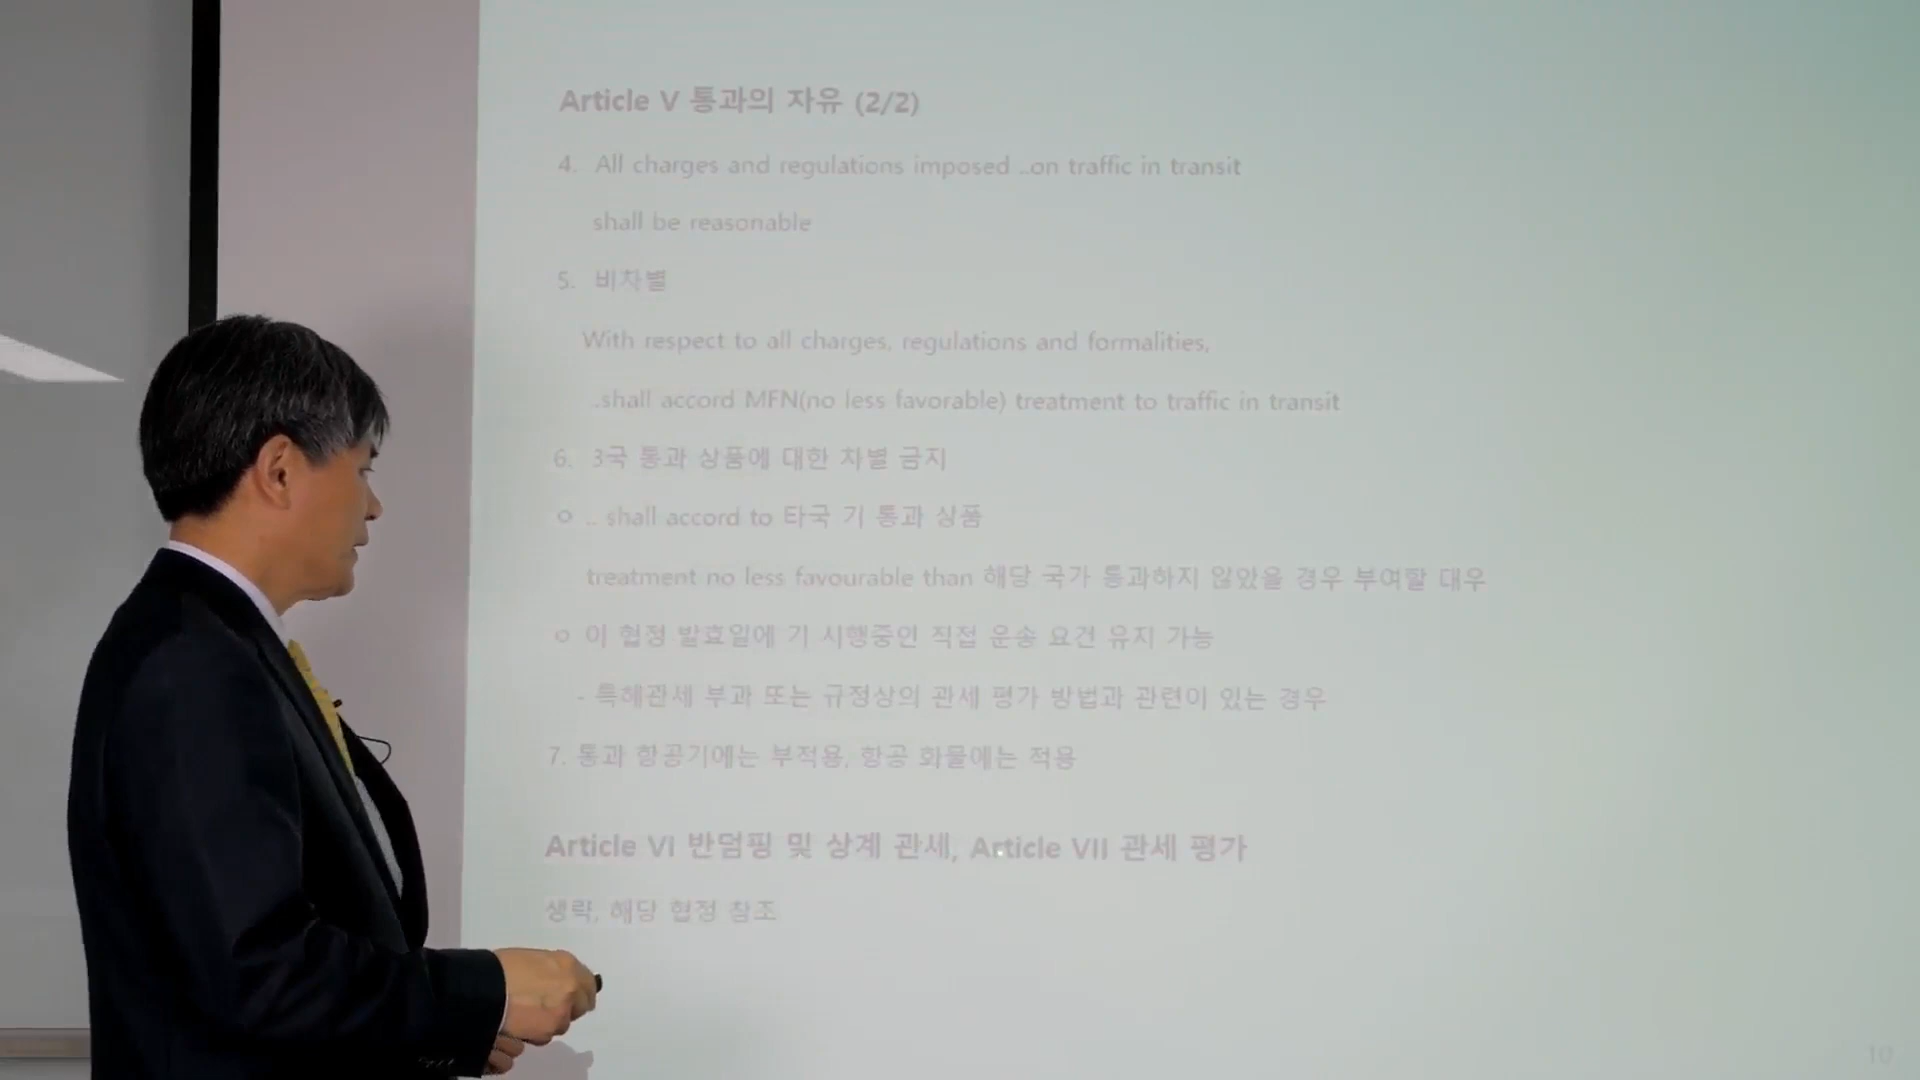 Article V 통과의 자유 (2/2)
4. All charges and regulations imposed ..on traffic in transit
shall be reasonable
5. 비차별
With respect to all charges, regulations and formalities,
..shall accord MFN(no less favorable) treatment to traffic in transit
6. 3국 통과 상품에 대한 차별 금지
o .. shall accord to 타국 기 통과 상품
treatment no less favourable than 해당 국가 통과하지 않았을 경우 부여할 대우
o 이 협정 발효일에 기 시행중인 직접 운송 요건 유지 가능
- 특혜관세 부과 또는 규정상의 관세 평가 방법과 관련이 있는 경우
7. 통과 항공기에는 부적용, 항공 화물에는 적용
Article VI 반덤핑 및 상계 관세, Article VII 관세 평가
생략, 해당 협정 참조
10